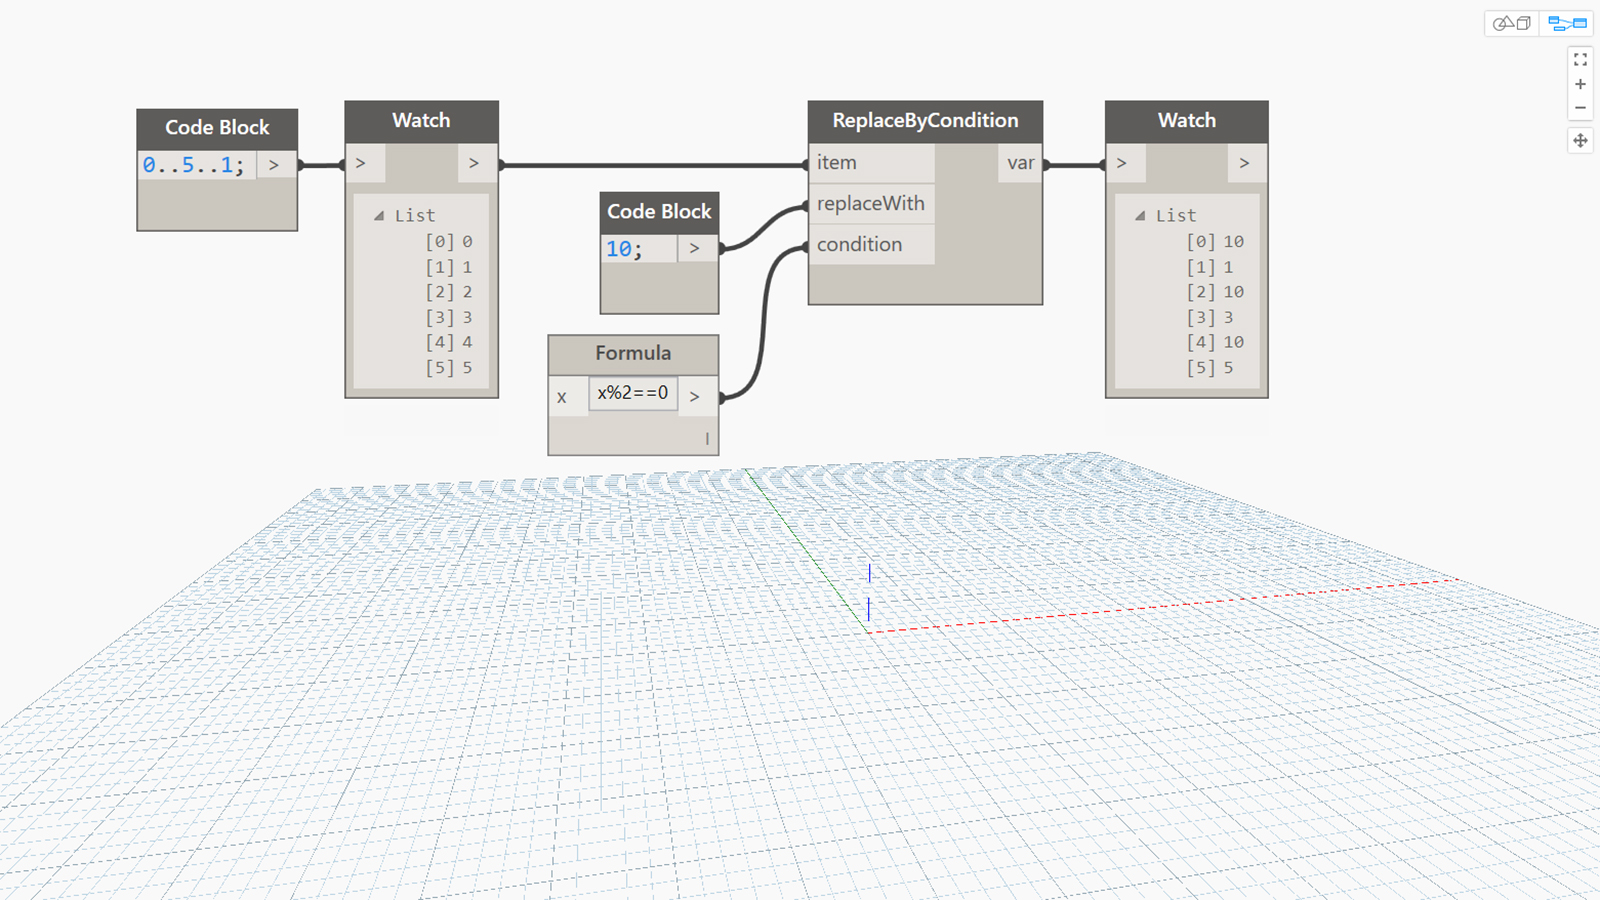 Code Block
0..5..1; >
Watch
> >
List
[0] 0
[1] 1
[2] 2
[3] 3
[4] 4
[5] 5
Code Block
10; >
Formula
x x%2==0 >
l
ReplaceByCondition
item var
replaceWith
condition
Watch
> >
List
[0] 10
[1] 1
[2] 10
[3] 3
[4] 10
[5] 5